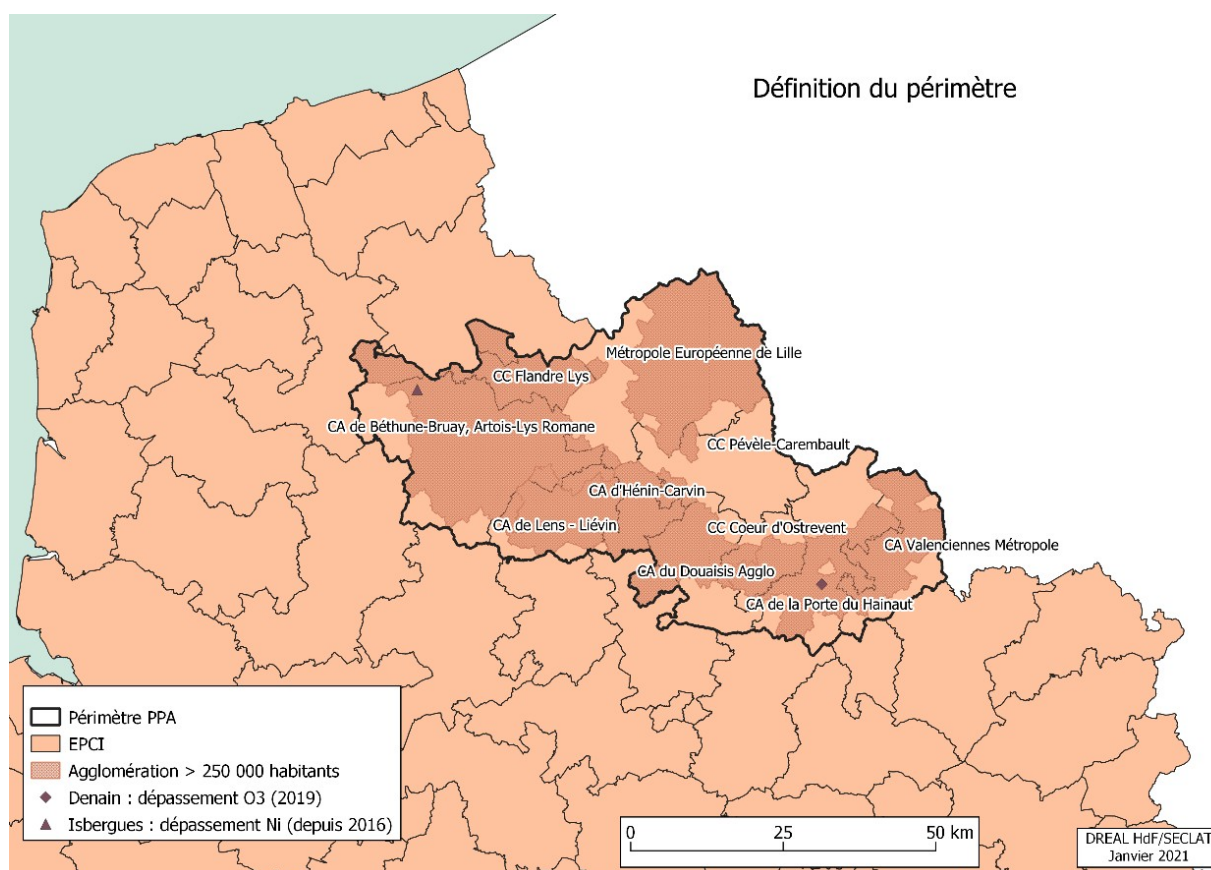 Définition du périmètre
Métropole Européenne de Lille
CC Flandre Lys
CA de Béthune-Bruay, Artois-Lys Romane
CC Pévèle-Carembault
CA d'Hénin-Carvin
CA de Lens - Liévin
CC Coeur d'Ostrevent
CA Valenciennes Métropole
CA du Douaisis Agglo
CA de la Porte du Hainaut
Périmètre PPA
EPCI
Agglomération > 250 000 habitants
Denain : dépassement O3 (2019)
Isbergues : dépassement Ni (depuis 2016)
0 25 50 km
DREAL HdF/SECLAT
Janvier 2021